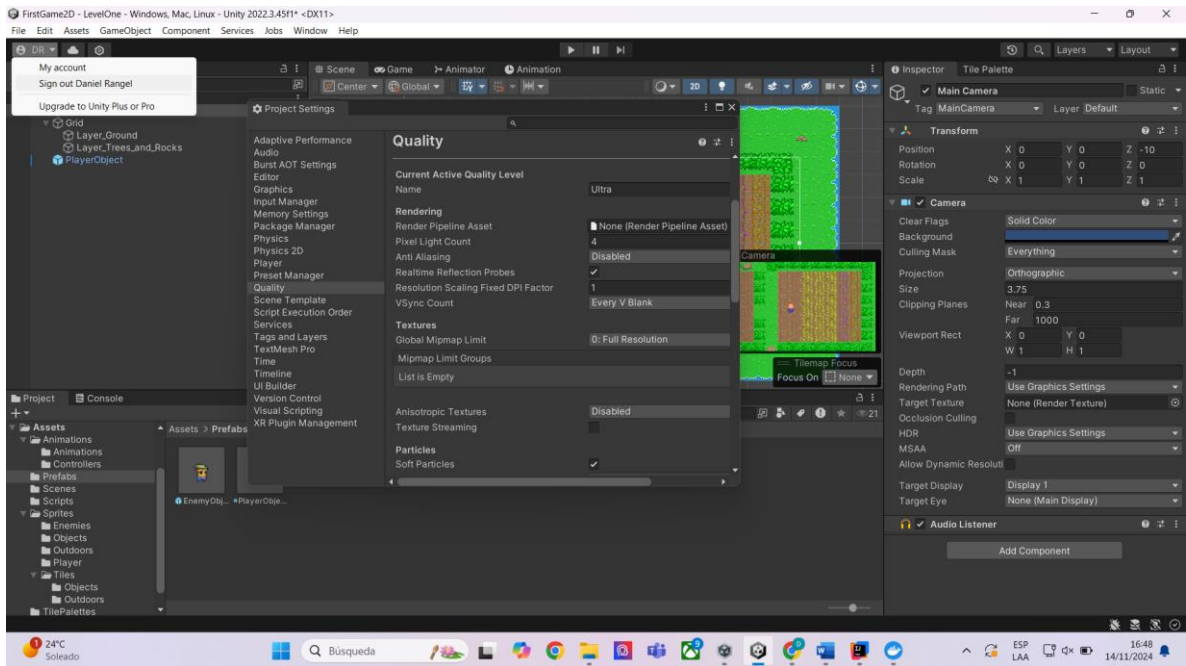 FirstGame2D - LevelOne - Windows, Mac, Linux - Unity 2022.3.45f1* <DX11>
File Edit Assets GameObject Component Services Jobs Window Help
DR
Layers
Layout
My account
Sign out Daniel Rangel
Upgrade to Unity Plus or Pro
Grid
Layer_Ground
Layer_Trees_and_Rocks
PlayerObject
Scene Game Animator Animation
Center Global 2D
Project Settings
Adaptive Performance
Audio
Burst AOT Settings
Editor
Graphics
Input Manager
Memory Settings
Package Manager
Physics
Physics 2D
Player
Preset Manager
Quality
Scene Template
Script Execution Order
Services
Tags and Layers
TextMesh Pro
Time
Timeline
UI Builder
Version Control
Visual Scripting
XR Plugin Management
Quality
Current Active Quality Level
Name Ultra
Rendering
Render Pipeline Asset None (Render Pipeline Asset)
Pixel Light Count 4
Anti Aliasing Disabled
Realtime Reflection Probes
Resolution Scaling Fixed DPI Factor 1
VSync Count Every V Blank
Textures
Global Mipmap Limit 0: Full Resolution
Mipmap Limit Groups
List is Empty
Anisotropic Textures Disabled
Texture Streaming
Particles
Soft Particles
Camera
Tilemap Focus
Focus On None
Inspector Tile Palette
Main Camera Static
Tag MainCamera Layer Default
Transform
Position X 0 Y 0 Z -10
Rotation X 0 Y 0 Z 0
Scale X 1 Y 1 Z 1
Camera
Clear Flags Solid Color
Background
Culling Mask Everything
Projection Orthographic
Size 3.75
Clipping Planes Near 0.3
Far 1000
Viewport Rect X 0 Y 0
W 1 H 1
Depth -1
Rendering Path Use Graphics Settings
Target Texture None (Render Texture)
Occlusion Culling
HDR Use Graphics Settings
MSAA Off
Allow Dynamic Resoluti
Target Display Display 1
Target Eye None (Main Display)
Audio Listener
Add Component
Project Console
21
Assets
Animations
Animations
Controllers
Prefabs
Scenes
Scripts
Sprites
Enemies
Objects
Outdoors
Player
Tiles
Objects
Outdoors
TilePalettes
Assets > Prefabs
EnemyObj... PlayerObje...
1
24°C
Soleado
Búsqueda
ESP
LAA
16:48
14/11/2024